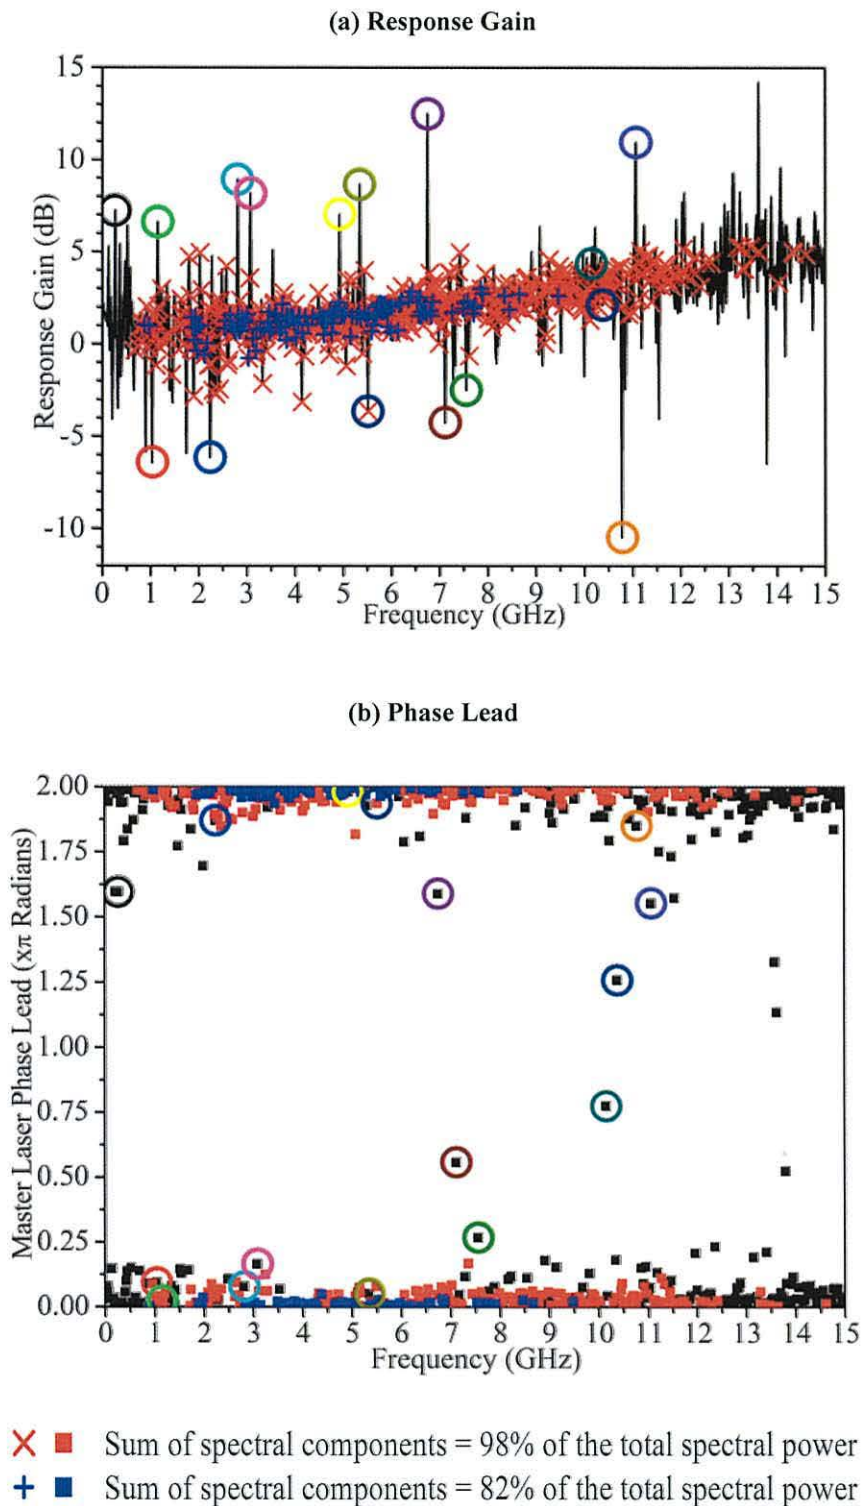 (a) Response Gain
15
10
5
0
-5
-10
Response Gain (dB)
0 1 2 3 4 5 6 7 8 9 10 11 12 13 14 15
Frequency (GHz)
(b) Phase Lead
2.00
1.75
1.50
1.25
1.00
0.75
0.50
0.25
0.00
Master Laser Phase Lead (xπ Radians)
0 1 2 3 4 5 6 7 8 9 10 11 12 13 14 15
Frequency (GHz)
Sum of spectral components = 98% of the total spectral power
Sum of spectral components = 82% of the total spectral power